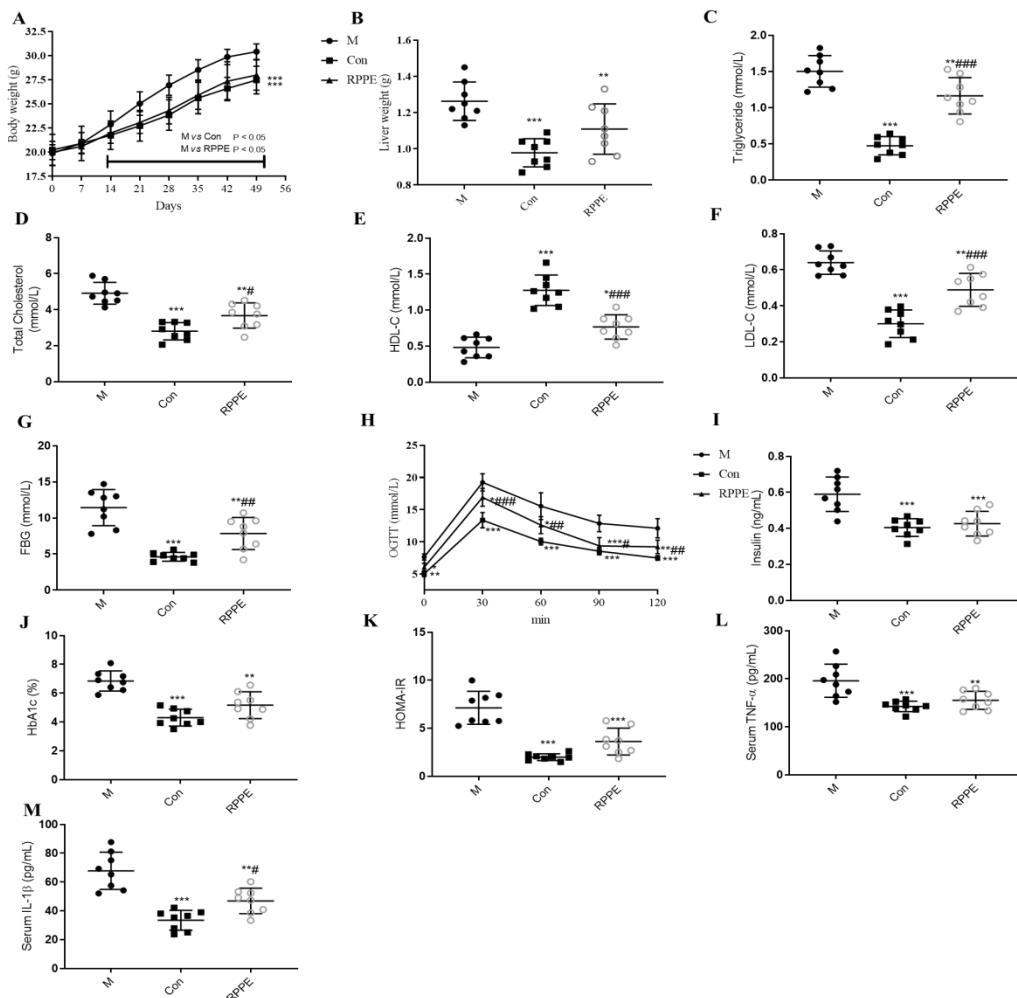 A
Body weight (g)
32.5
30.0
27.5
25.0
22.5
20.0
17.5
***
***
M vs Con P < 0.05
M vs RPPE P < 0.05
0 7 14 21 28 35 42 49 56
Days
M
Con
RPPE
B
Liver weight (g)
1.6
1.4
1.2
1.0
0.8
***
**
M Con RPPE
C
Triglyoeride (mmol/L)
2.0
1.5
1.0
0.5
0.0
***
**###
M Con RPPE
D
Total Cholesterol
(mmol/L)
8
6
4
2
0
***
**#
M Con RPPE
E
HDL-C (mmol/L)
2.0
1.5
1.0
0.5
0.0
***
*###
M Con RPPE
F
LDL-C (mmol/L)
0.8
0.6
0.4
0.2
0.0
***
**###
M Con RPPE
G
FBG
(mmol/L)
20
15
10
5
0
***
**##
M Con RPPE
H
OGTT (mmol/L)
25
20
15
10
5
*###
*##
***#
**##
*
**
***
***
***
***
0 30 60 90 120
min
M
Con
RPPE
I
Insulin (ng/mL)
0.8
0.6
0.4
0.2
0.0
***
***
M Con RPPE
J
HbA1c (%)
10
8
6
4
2
0
***
**
M Con RPPE
K
HOMA-IR
15
10
5
0
***
***
M Con RPPE
L
Serum TNF-α (pg/mL)
300
200
100
0
***
**
M Con RPPE
M
Serum IL-1β (pg/mL)
100
80
60
40
20
0
***
**#
M Con RPPE